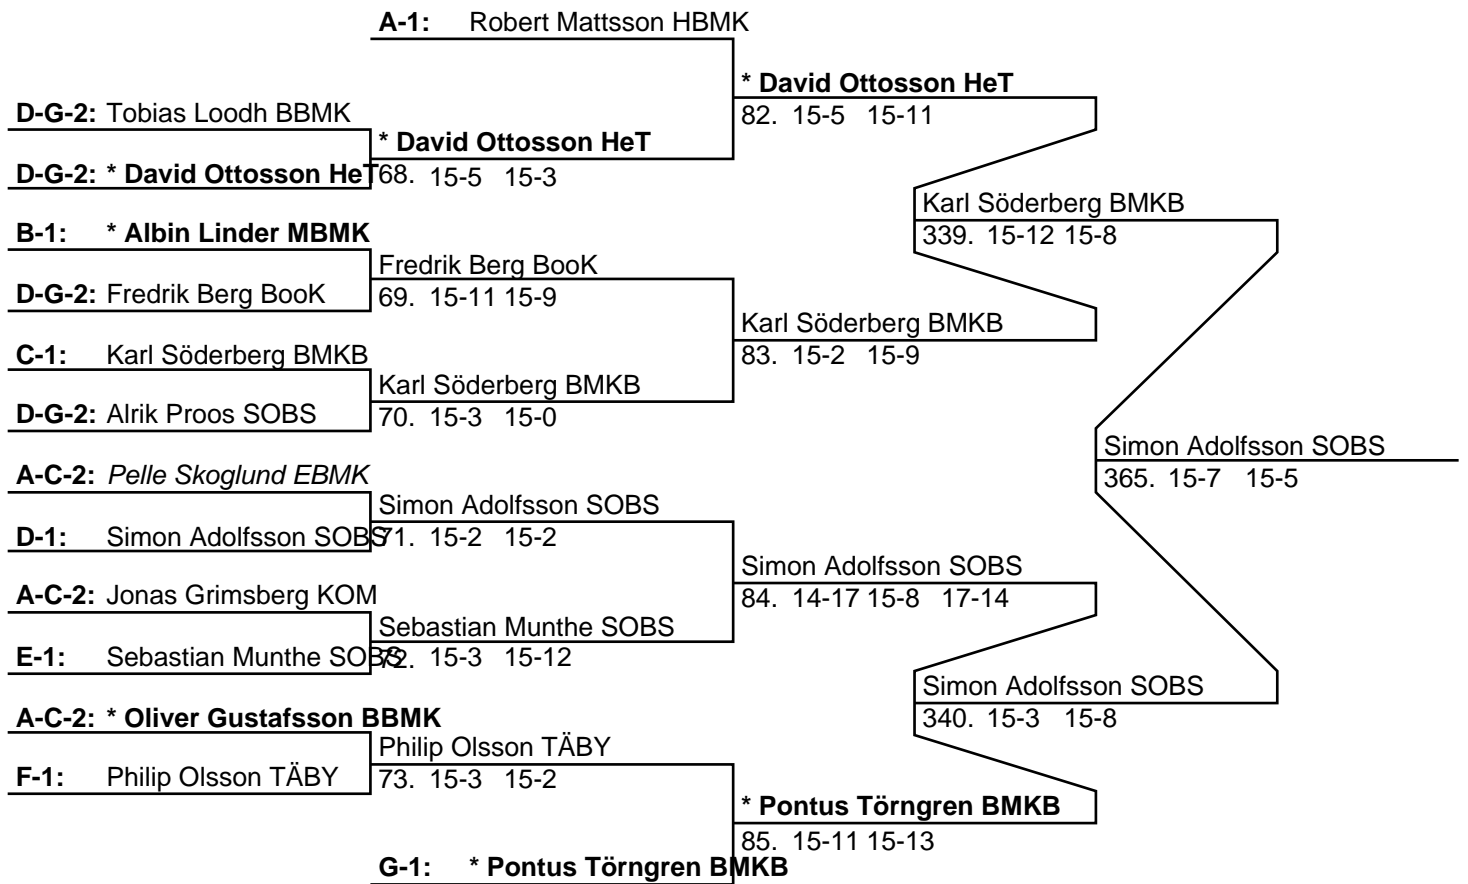 A-1: Robert Mattsson HBMK
* David Ottosson HeT
D-G-2: Tobias Loodh BBMK
82. 15-5 15-11
* David Ottosson HeT
D-G-2: * David Ottosson HeT
68. 15-5 15-3
Karl Söderberg BMKB
B-1: * Albin Linder MBMK
339. 15-12 15-8
Fredrik Berg BooK
D-G-2: Fredrik Berg BooK
69. 15-11 15-9
Karl Söderberg BMKB
C-1: Karl Söderberg BMKB
83. 15-2 15-9
Karl Söderberg BMKB
D-G-2: Alrik Proos SOBS
70. 15-3 15-0
Simon Adolfsson SOBS
A-C-2: Pelle Skoglund EBMK
365. 15-7 15-5
Simon Adolfsson SOBS
D-1: Simon Adolfsson SOBS
71. 15-2 15-2
Simon Adolfsson SOBS
A-C-2: Jonas Grimsberg KOM
84. 14-17 15-8 17-14
Sebastian Munthe SOBS
E-1: Sebastian Munthe SOBS
72. 15-3 15-12
Simon Adolfsson SOBS
A-C-2: * Oliver Gustafsson BBMK
340. 15-3 15-8
Philip Olsson TÄBY
F-1: Philip Olsson TÄBY
73. 15-3 15-2
* Pontus Törngren BMKB
85. 15-11 15-13
G-1: * Pontus Törngren BMKB